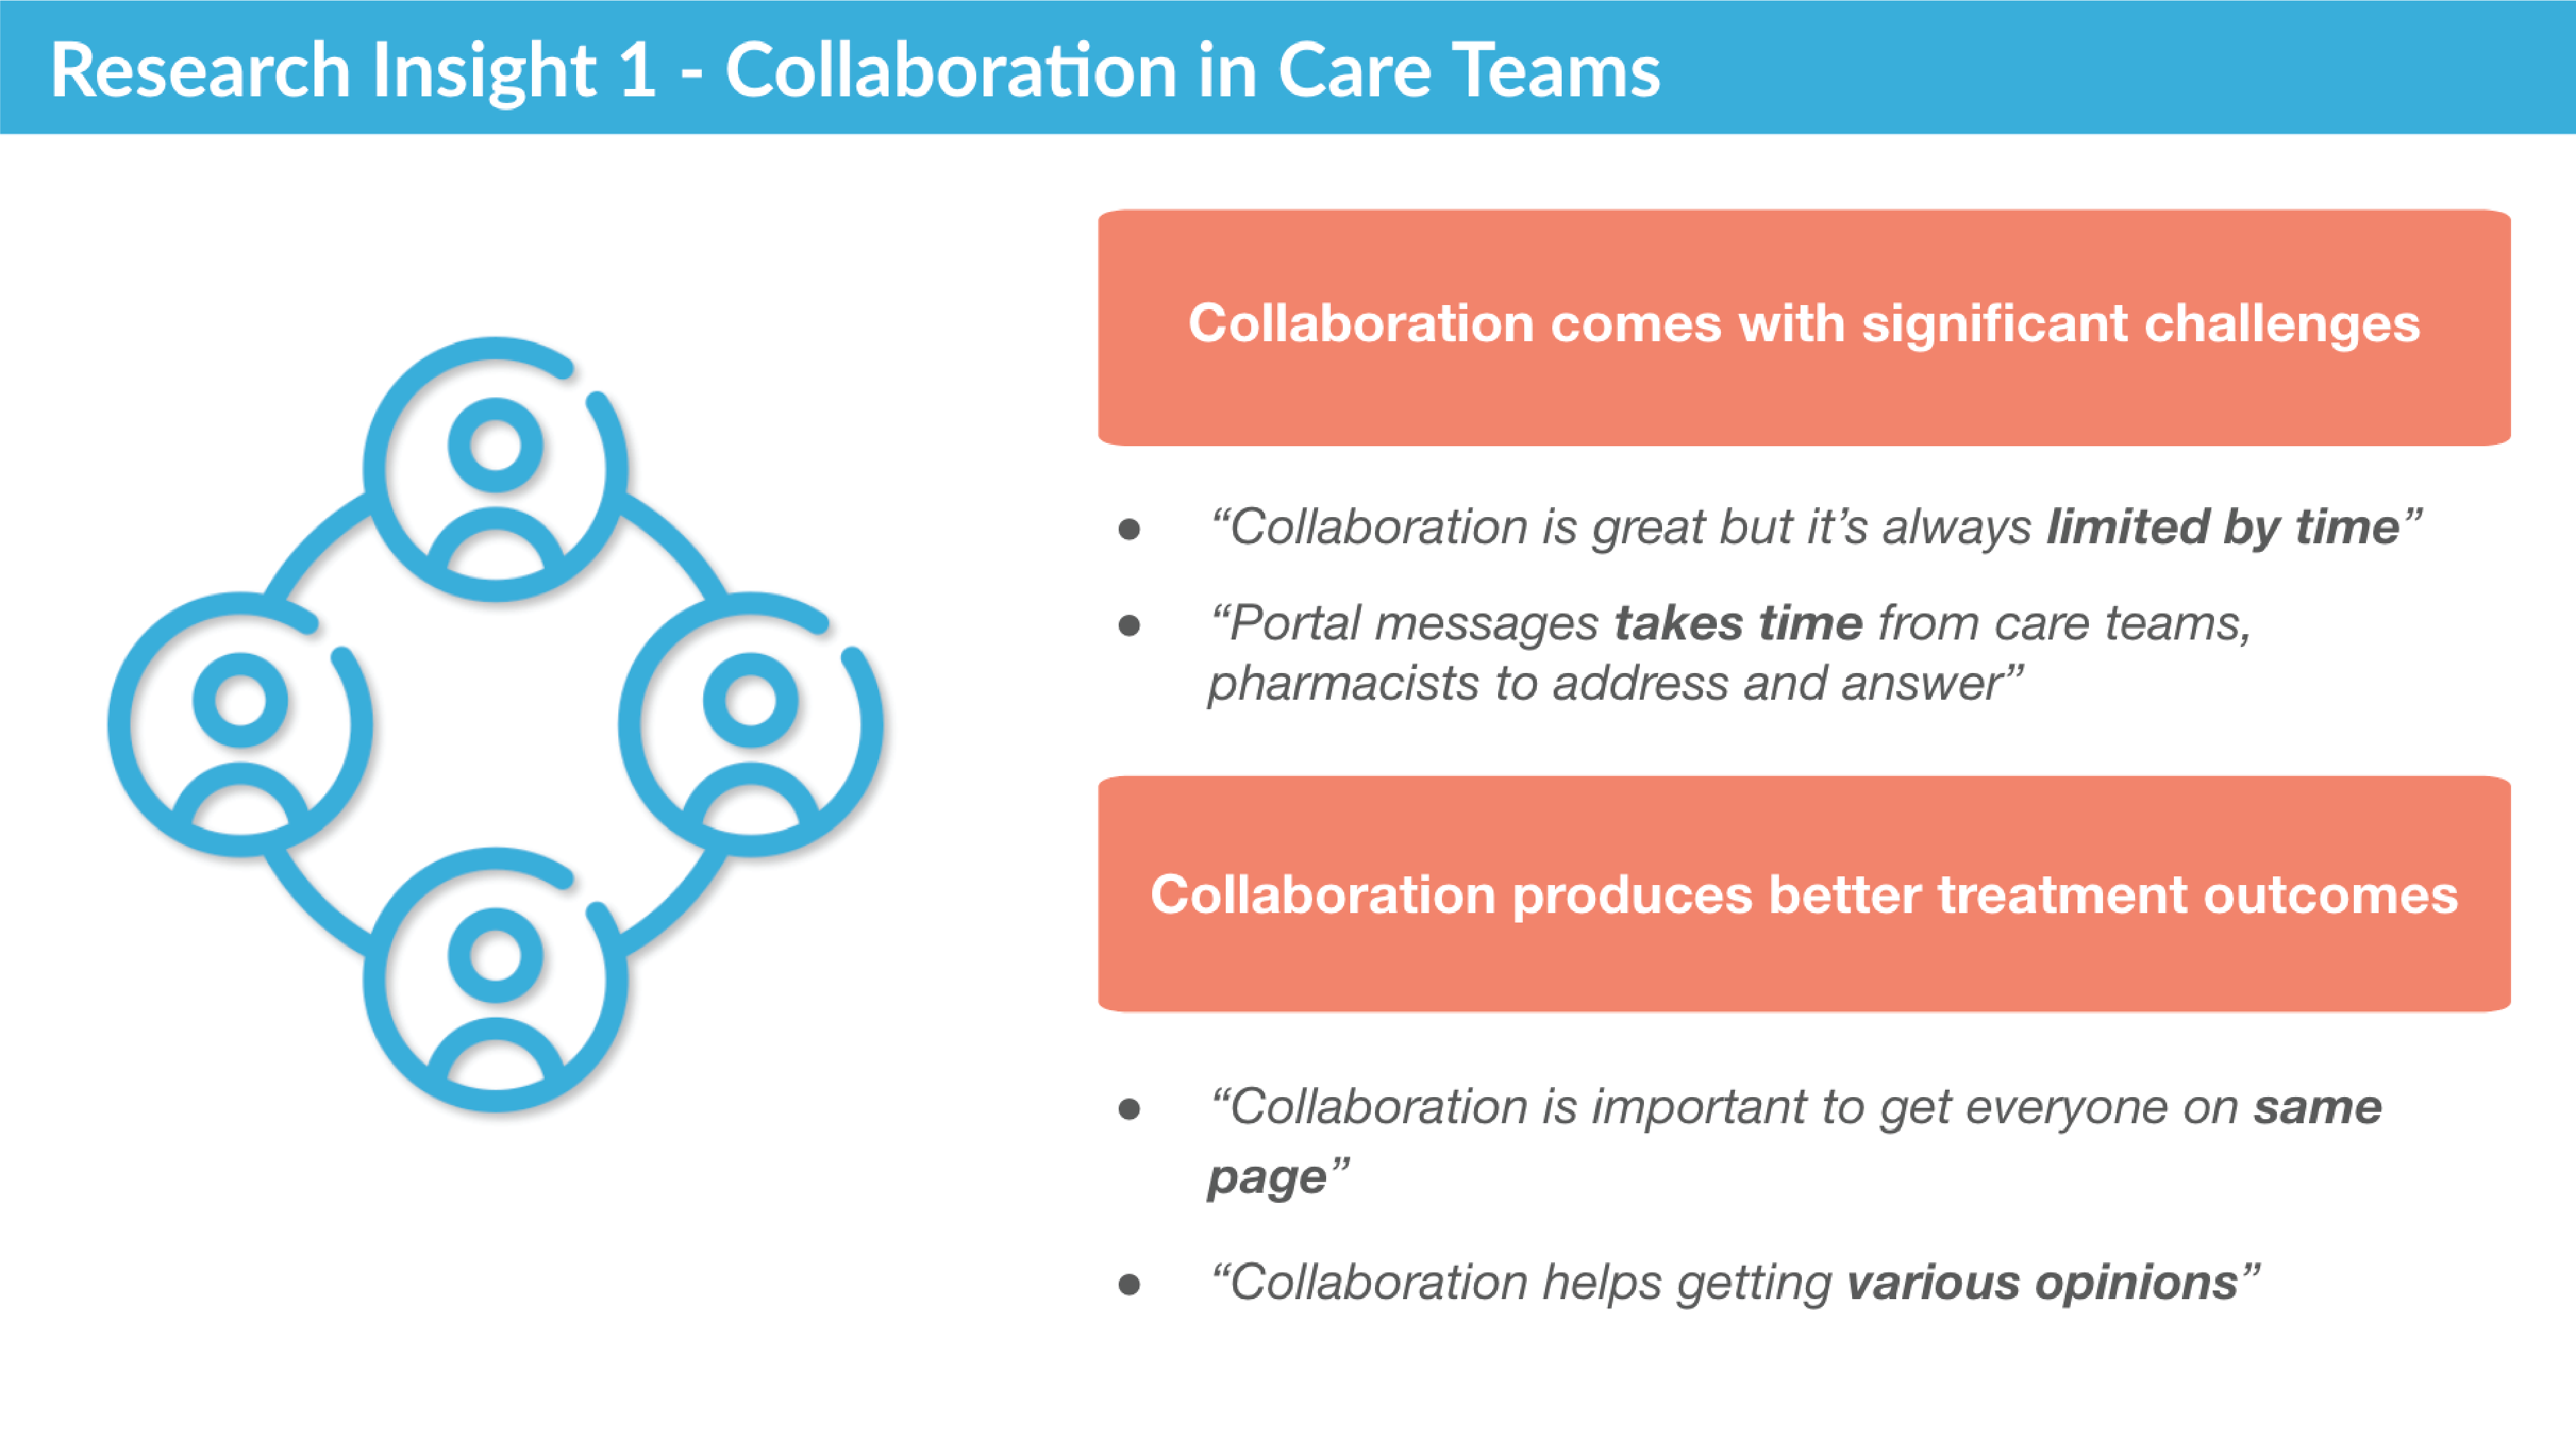 Research Insight 1 - Collaboration in Care Teams
Collaboration comes with significant challenges
● “Collaboration is great but it’s always limited by time”
● “Portal messages takes time from care teams,
pharmacists to address and answer”
Collaboration produces better treatment outcomes
● “Collaboration is important to get everyone on same
page”
● “Collaboration helps getting various opinions”